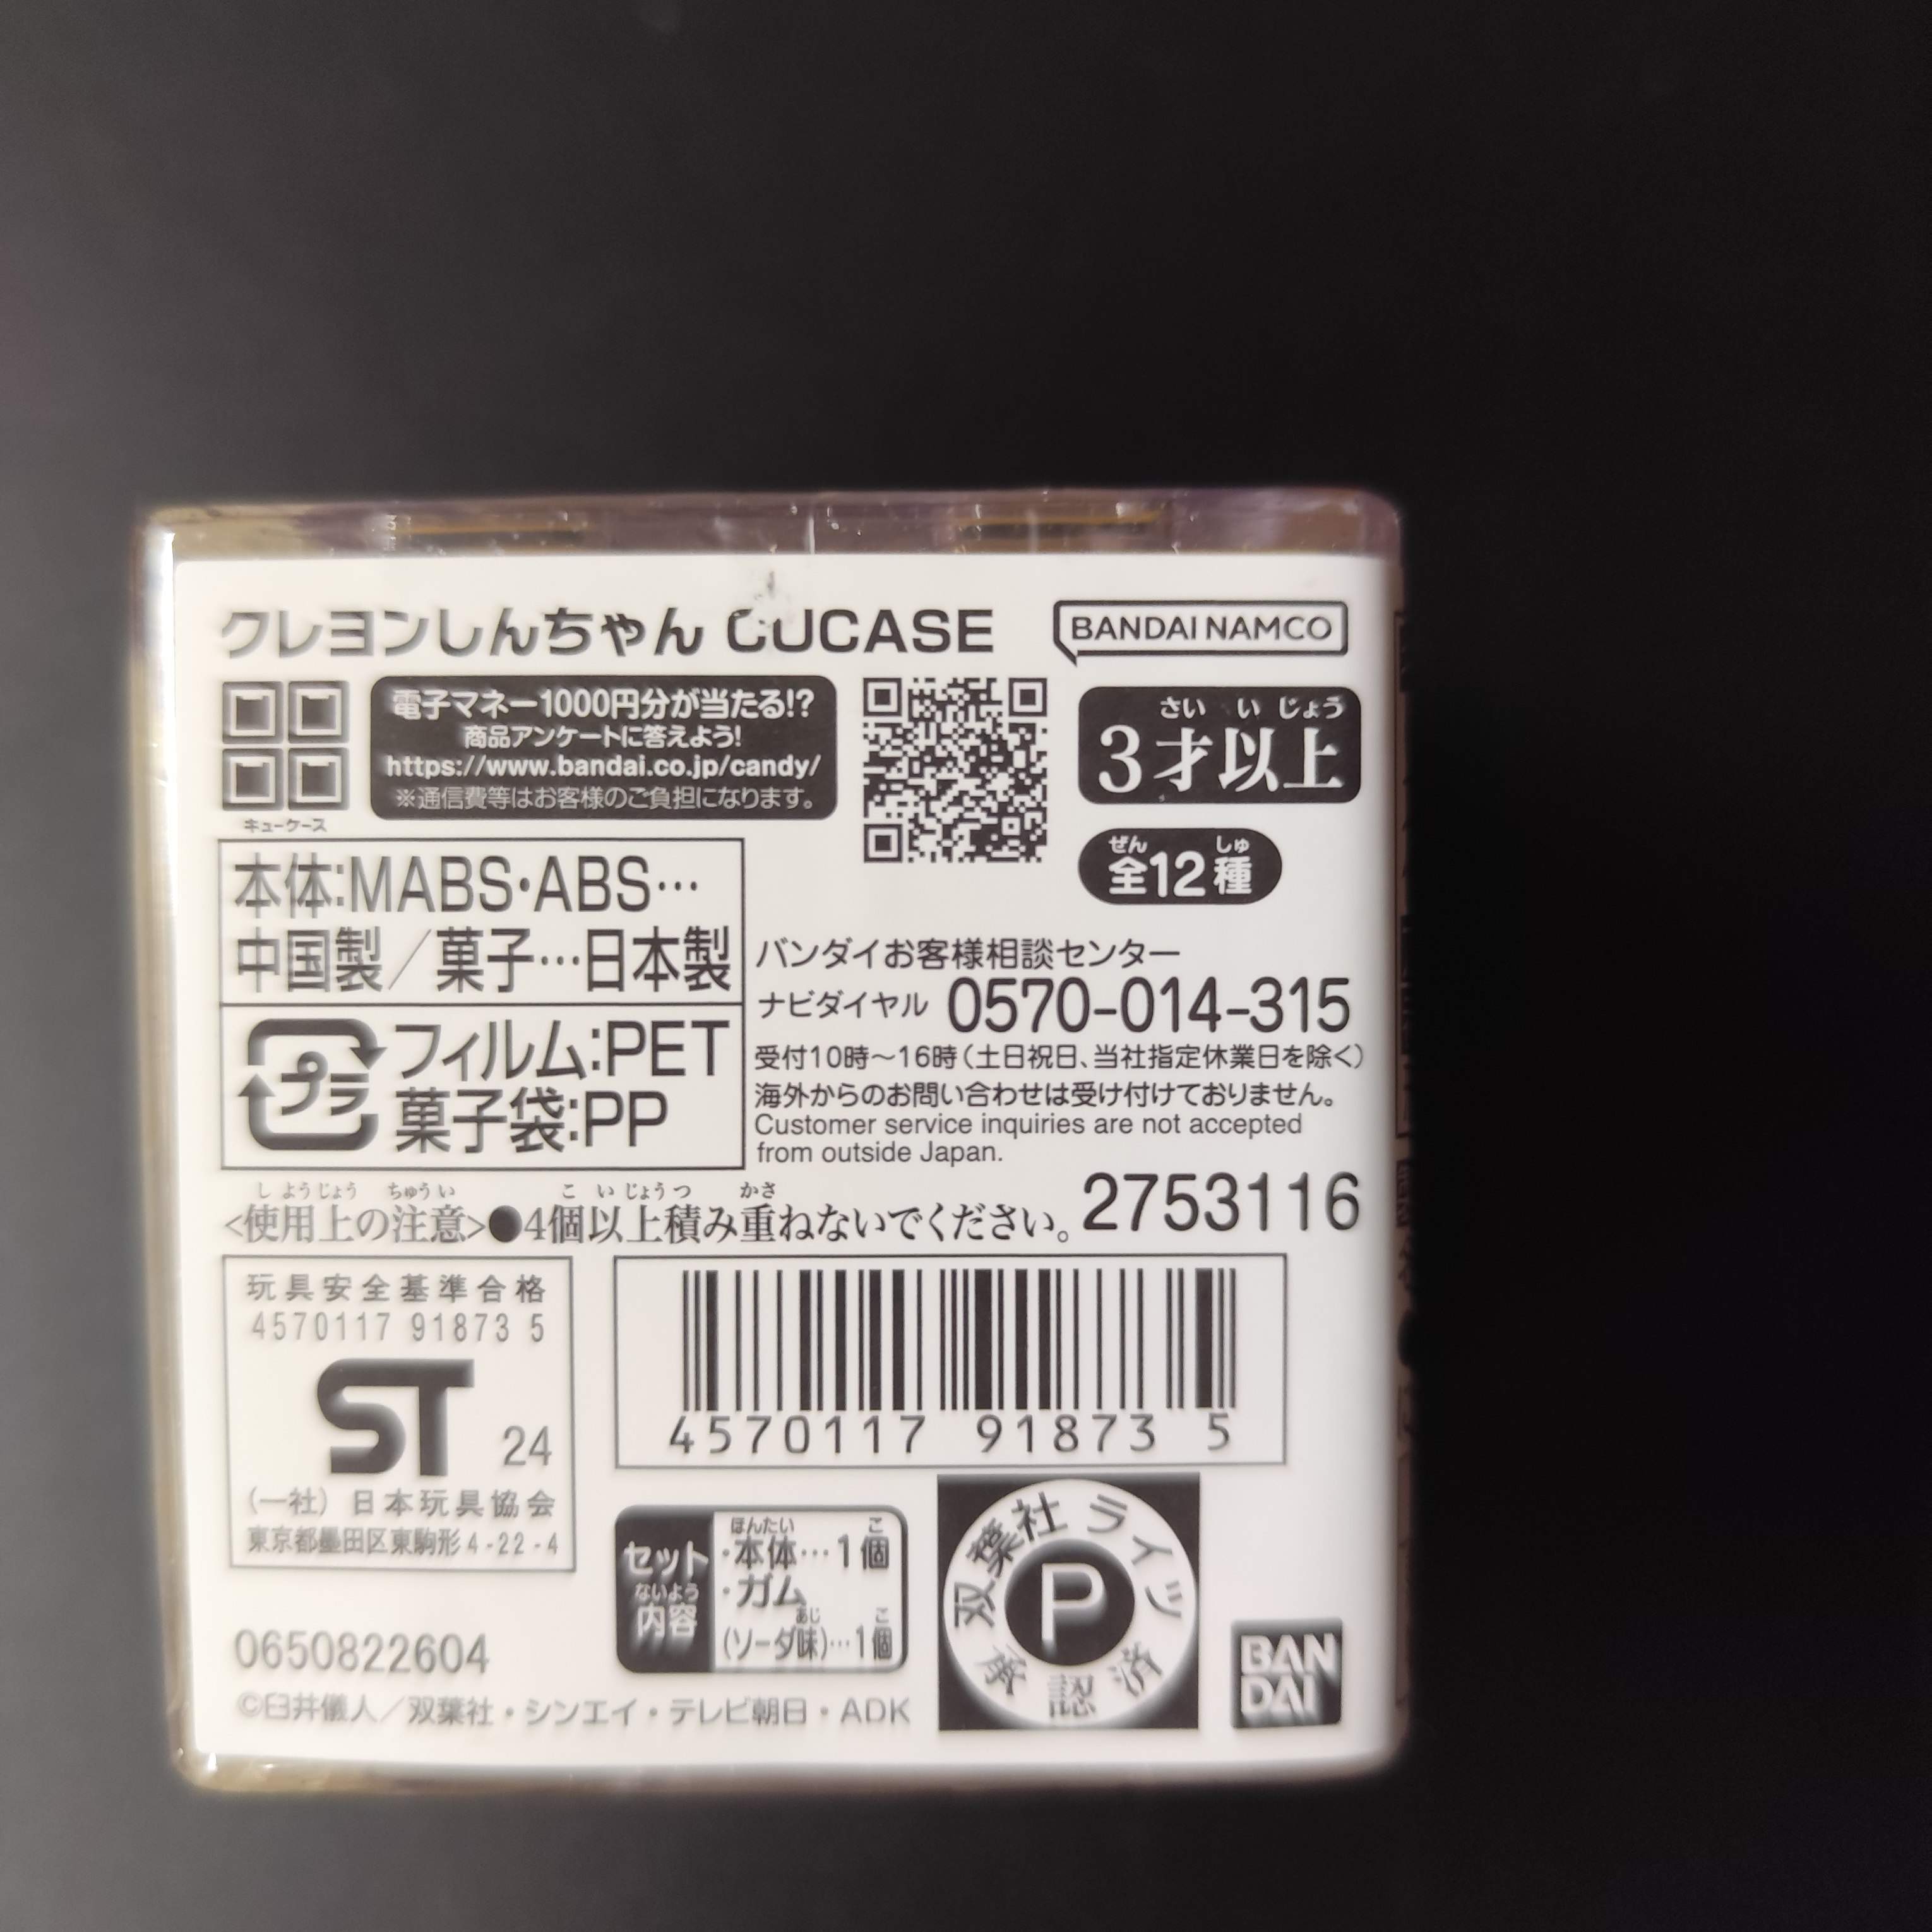 クレヨンしんちゃん CUCASE
BANDAI NAMCO
キューケース
電子マネー1000円分が当たる!?
商品アンケートに答えよう!
https://www.bandai.co.jp/candy/
※通信費等はお客様のご負担になります。
さい い じょう
3才以上
ぜん しゅ
全12種
本体:MABS・ABS…
中国製／菓子…日本製
プラ
フィルム:PET
菓子袋:PP
バンダイお客様相談センター
ナビダイヤル 0570-014-315
受付10時〜16時(土日祝日、当社指定休業日を除く)
海外からのお問い合わせは受け付けておりません。
Customer service inquiries are not accepted
from outside Japan.
しようじょう ちゅうい こ いじょうつ かさ
<使用上の注意>●4個以上積み重ねないでください。
2753116
玩具安全基準合格
4570117 91873 5
ST 24
(一社) 日本玩具協会
東京都墨田区東駒形4-22-4
4570117 91873 5
セット
ないよう
内容
ほんたい こ
・本体…1個
・ガム
あじ こ
(ソーダ味)…1個
双葉社ライツ
P
承認済
BAN
DAI
0650822604
©臼井儀人／双葉社・シンエイ・テレビ朝日・ADK